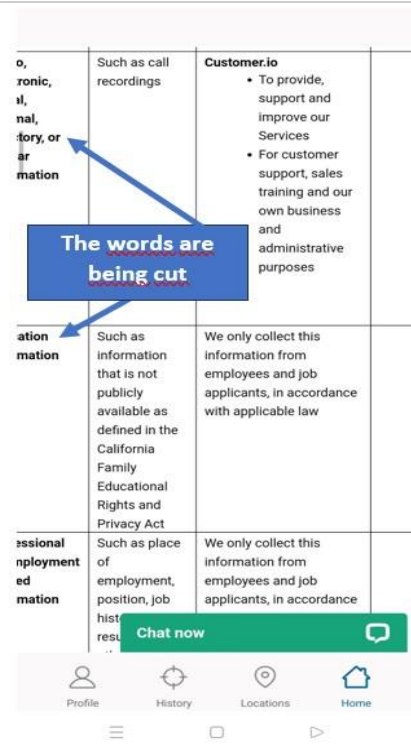 o,
ronic,
al,
mal,
tory, or
ar
mation
Such as call
recordings
Customer.io
• To provide,
support and
improve our
Services
• For customer
support, sales
training and our
own business
and
administrative
purposes
The words are
being cut
ation
mation
Such as
information
that is not
publicly
available as
defined in the
California
Family
Educational
Rights and
Privacy Act
We only collect this
information from
employees and job
applicants, in accordance
with applicable law
essional
mployment
ed
mation
Such as place
of
employment,
position, job
hist
resu
We only collect this
information from
employees and job
applicants, in accordance
Chat now
Profile
History
Locations
Home